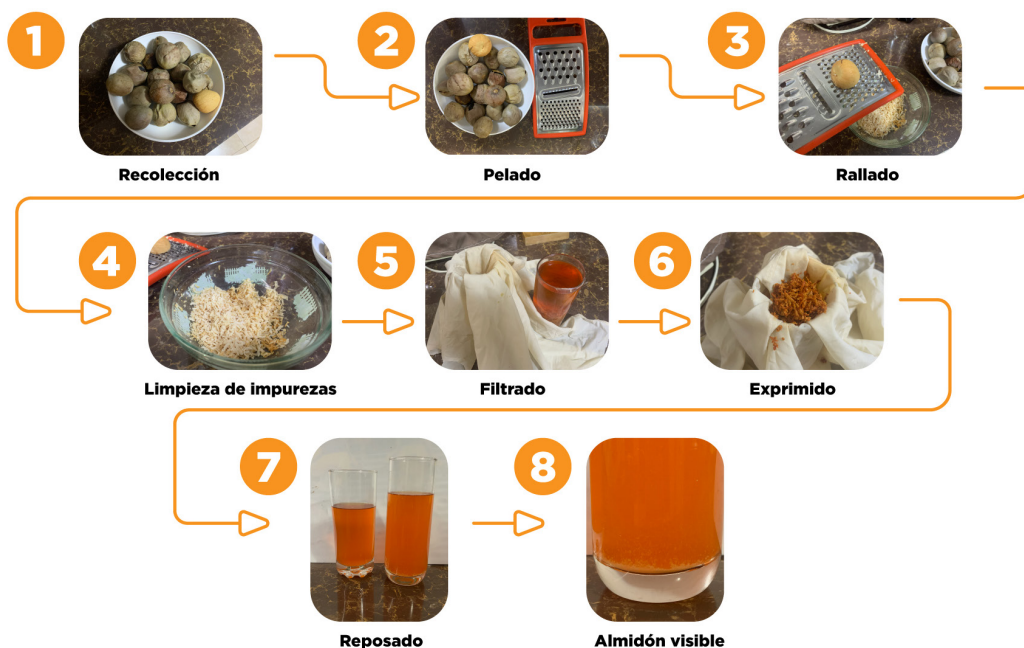 1
Recolección
2
Pelado
3
Rallado
4
Limpieza de impurezas
5
Filtrado
6
Exprimido
7
Reposado
8
Almidón visible